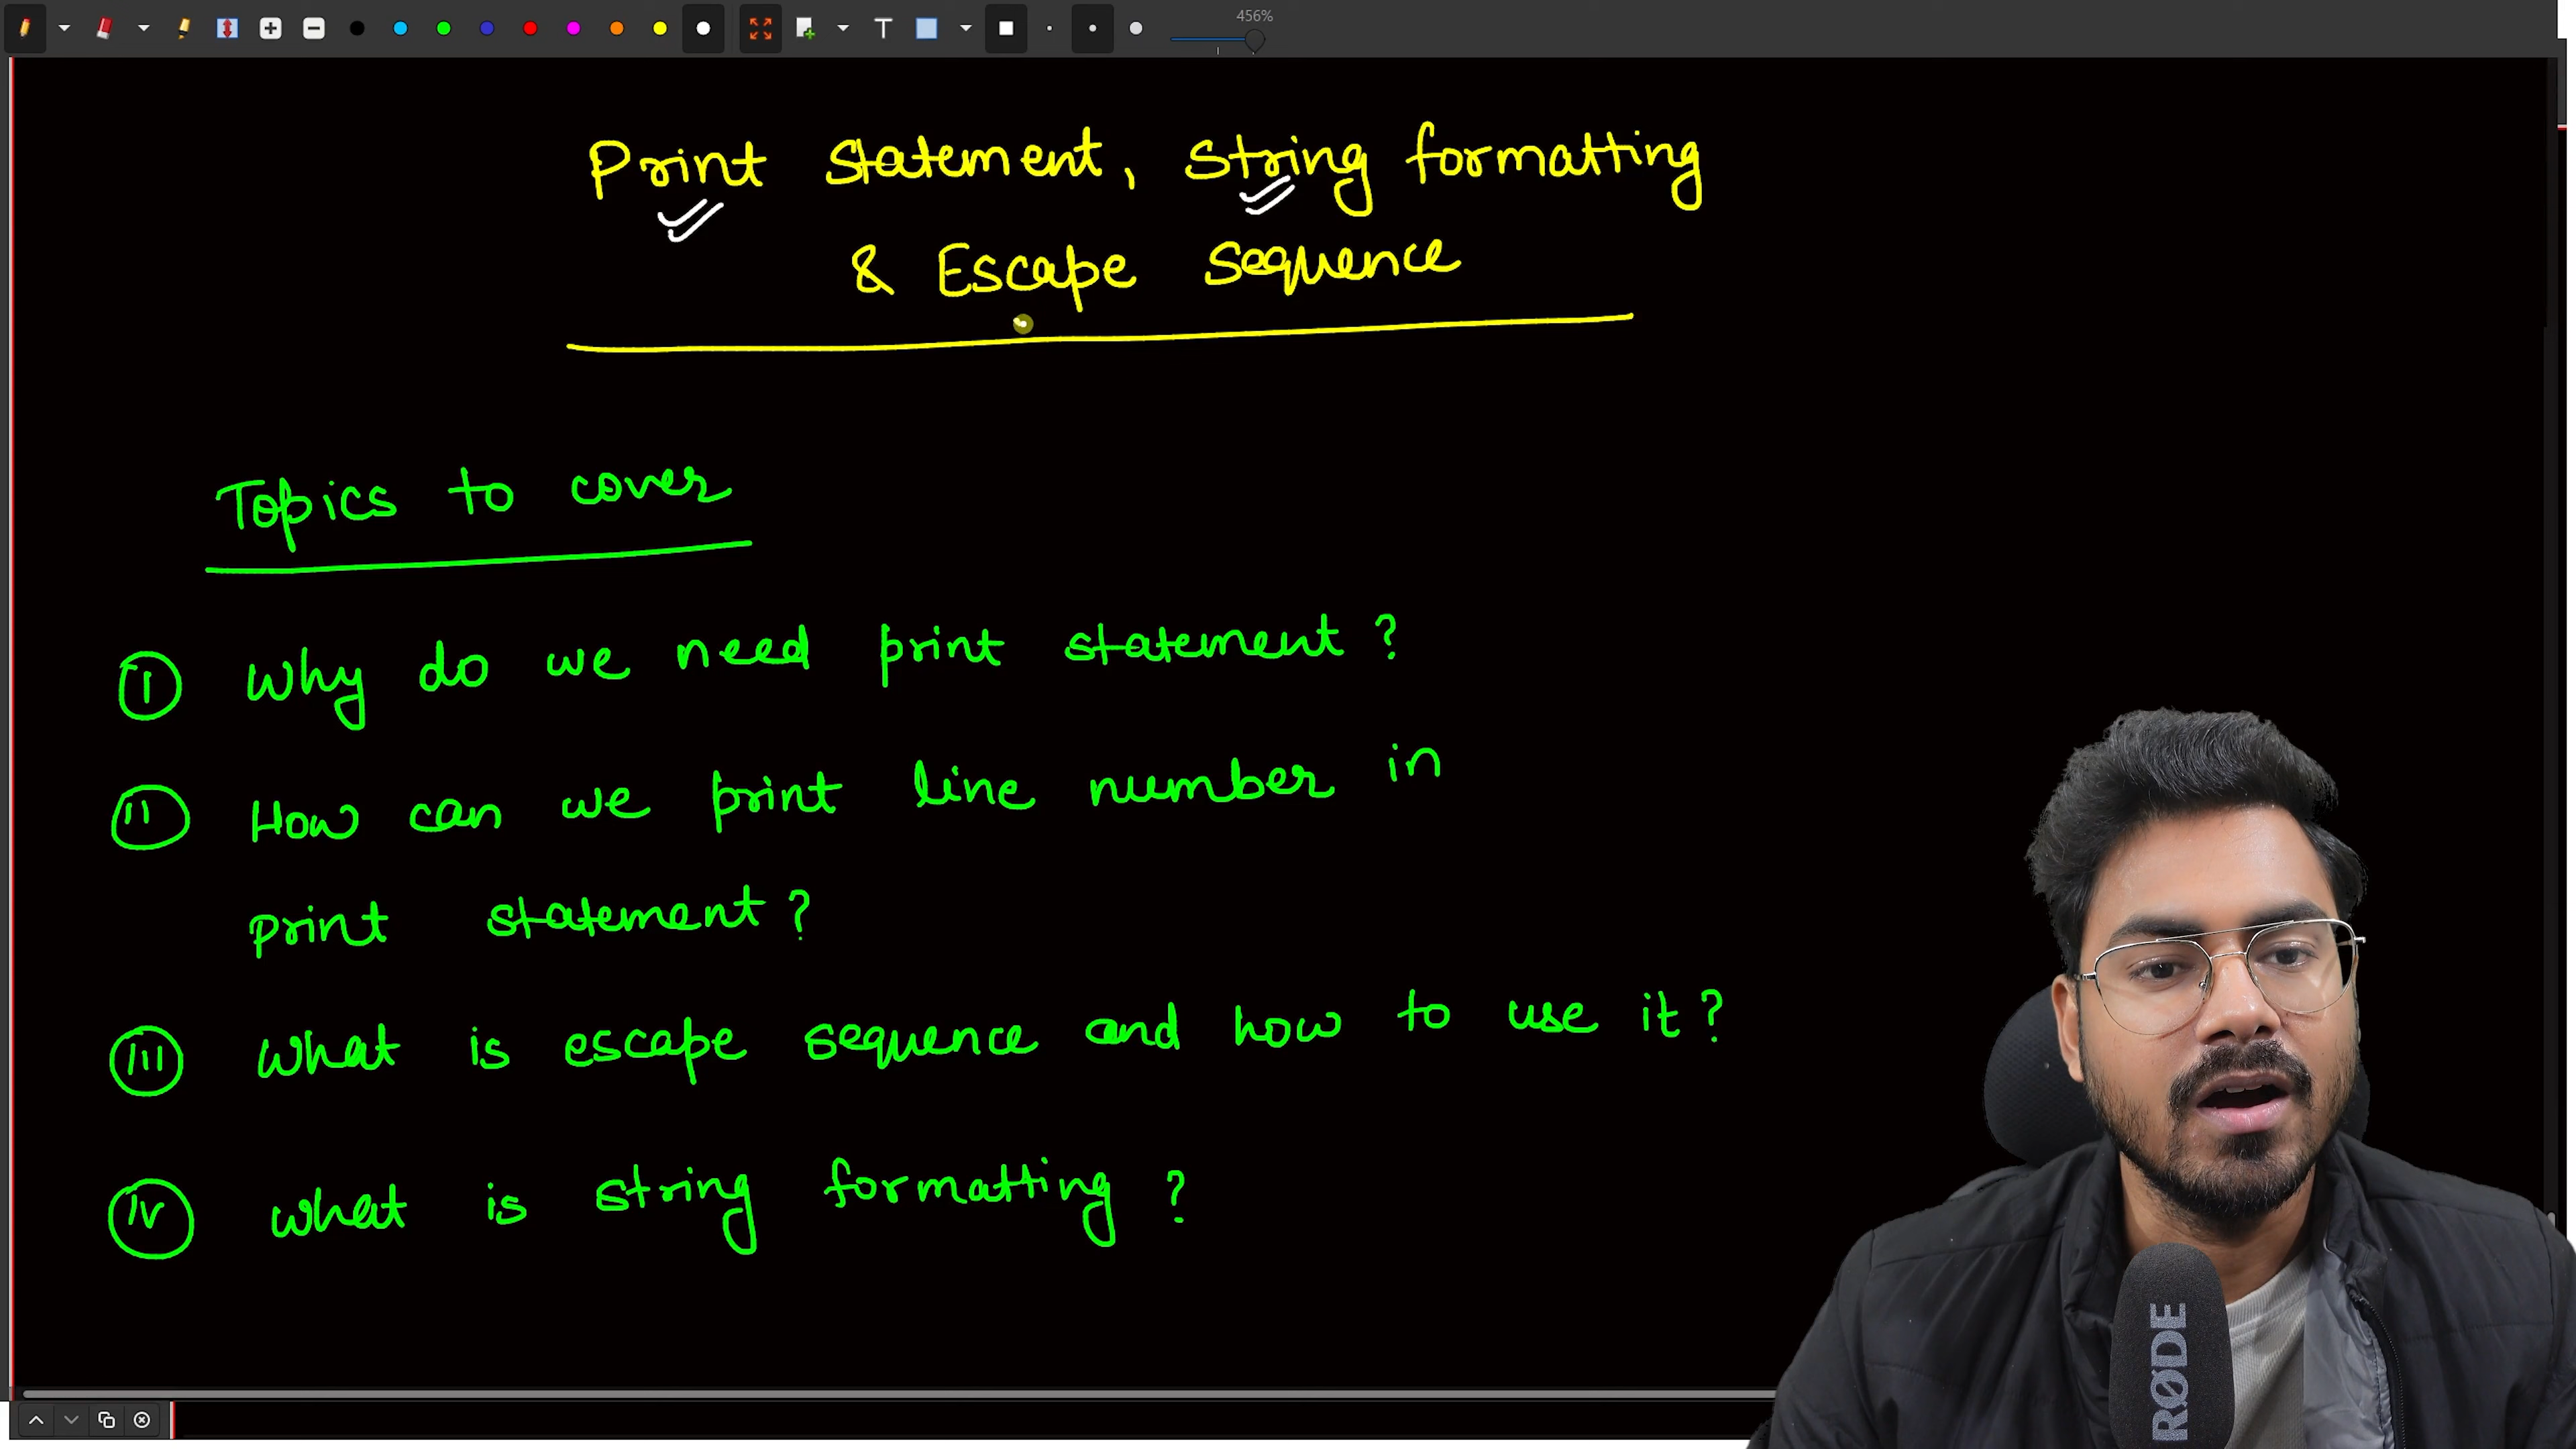 456%
Print statement, String formatting
& Escape Sequence
Topics to cover
I Why do we need print statement?
II How can we print line number in
print statement?
III What is escape sequence and how to use it?
IV What is string formatting?
RØDE